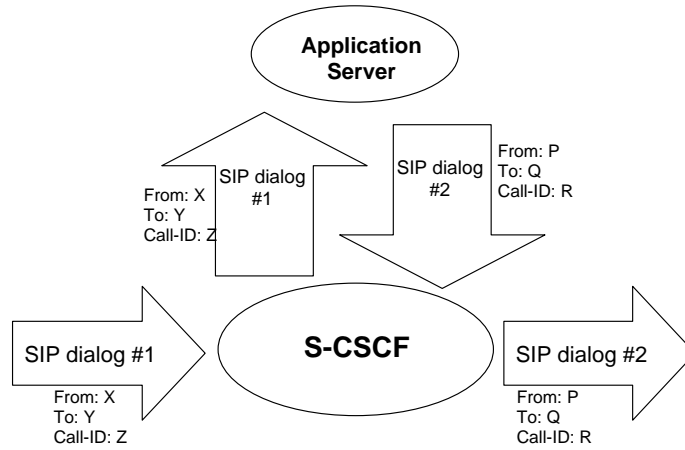 Application
Server
SIP dialog
#1
From: X
To: Y
Call-ID: Z
SIP dialog
#2
From: P
To: Q
Call-ID: R
SIP dialog #1
From: X
To: Y
Call-ID: Z
S-CSCF
SIP dialog #2
From: P
To: Q
Call-ID: R